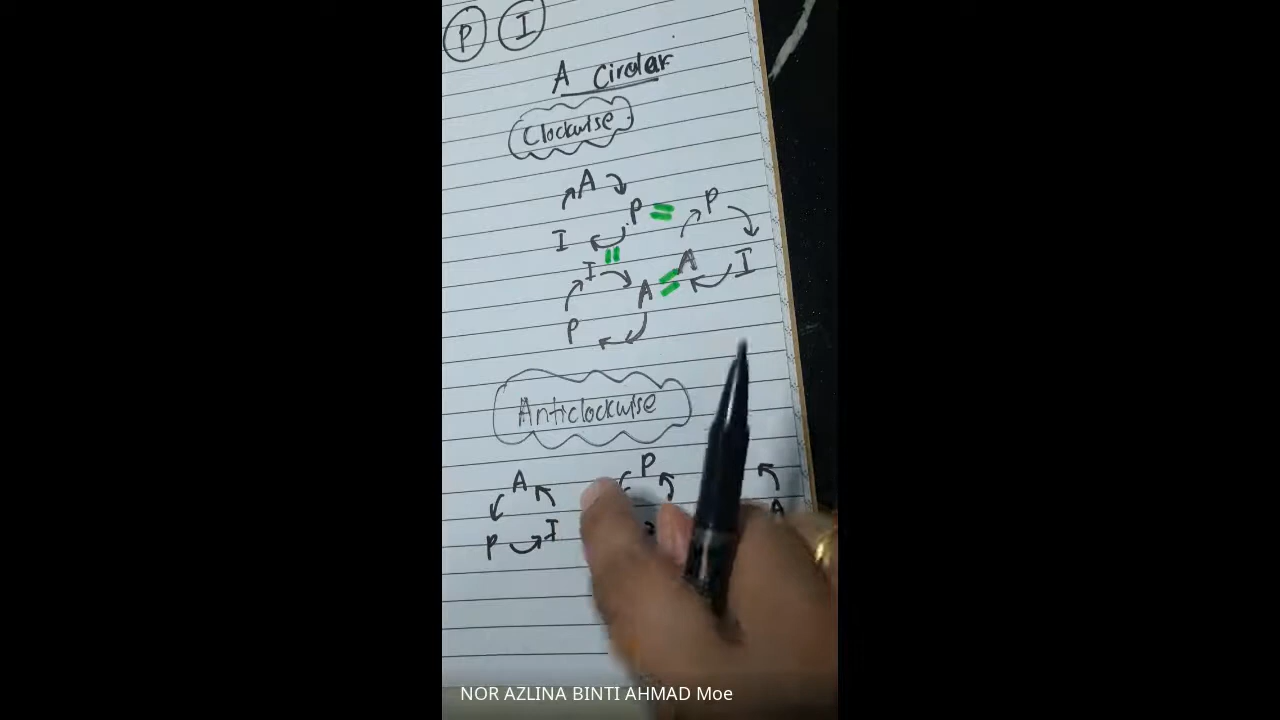 P I
A Circular
Clockwise
A
P = P
I
I = A = A I
P
Anticlockwise
A P
P I A
NOR AZLINA BINTI AHMAD Moe